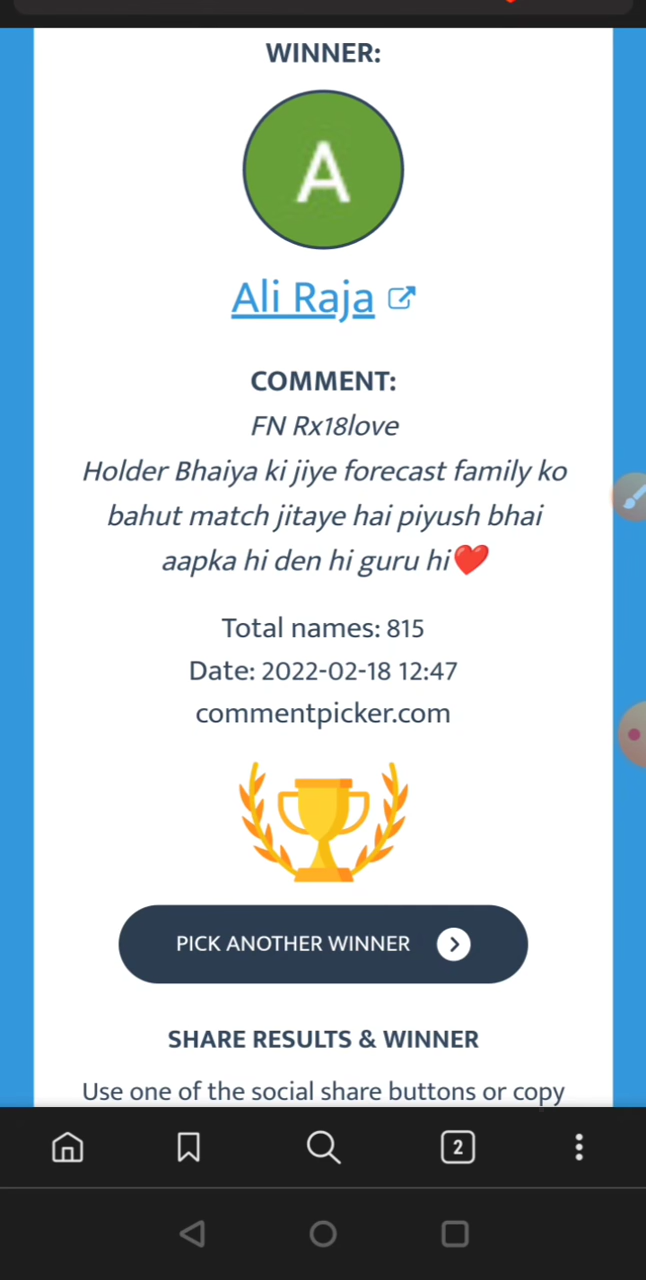 WINNER:
A
Ali Raja
COMMENT:
FN Rx18love
Holder Bhaiya ki jiye forecast family ko
bahut match jitaye hai piyush bhai
aapka hi den hi guru hi❤️
Total names: 815
Date: 2022-02-18 12:47
commentpicker.com
PICK ANOTHER WINNER
SHARE RESULTS & WINNER
Use one of the social share buttons or copy
2